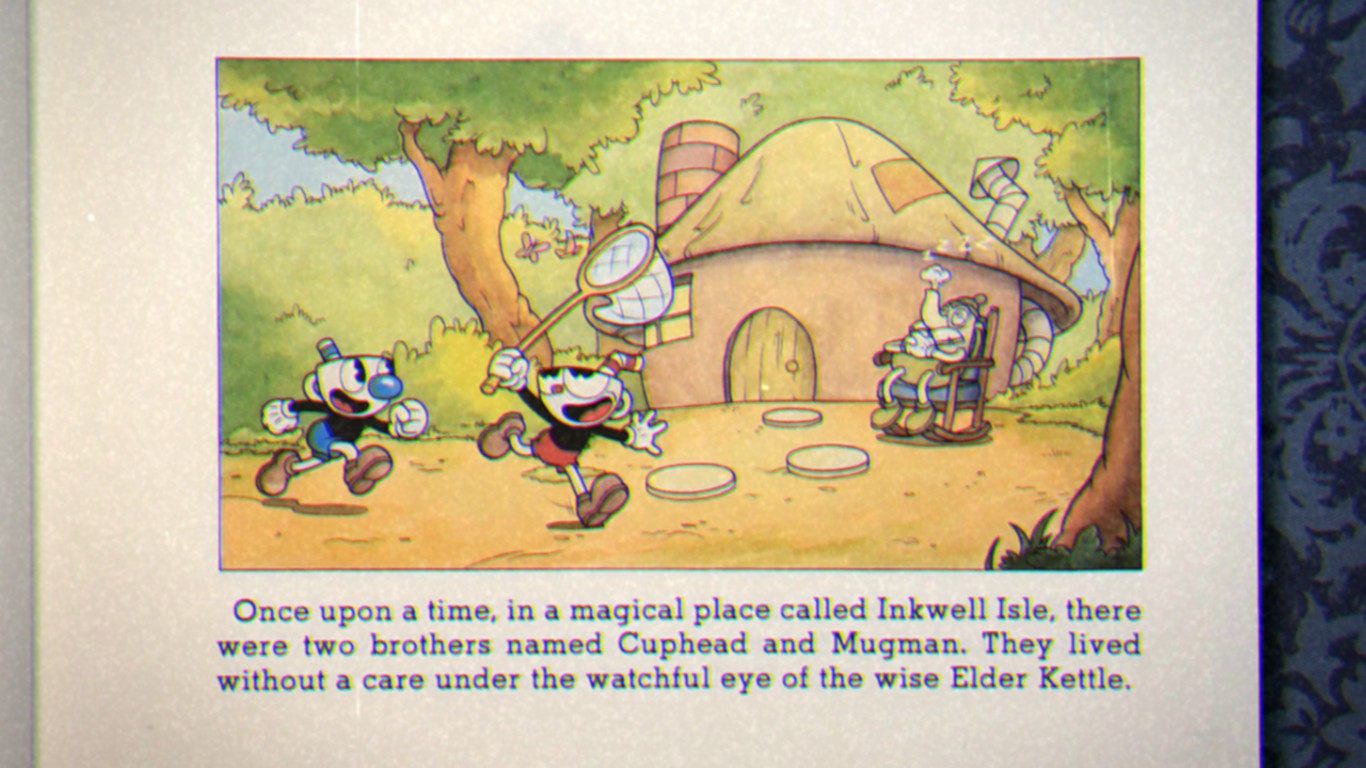 Once upon a time, in a magical place called Inkwell Isle, there
were two brothers named Cuphead and Mugman. They lived
without a care under the watchful eye of the wise Elder Kettle.